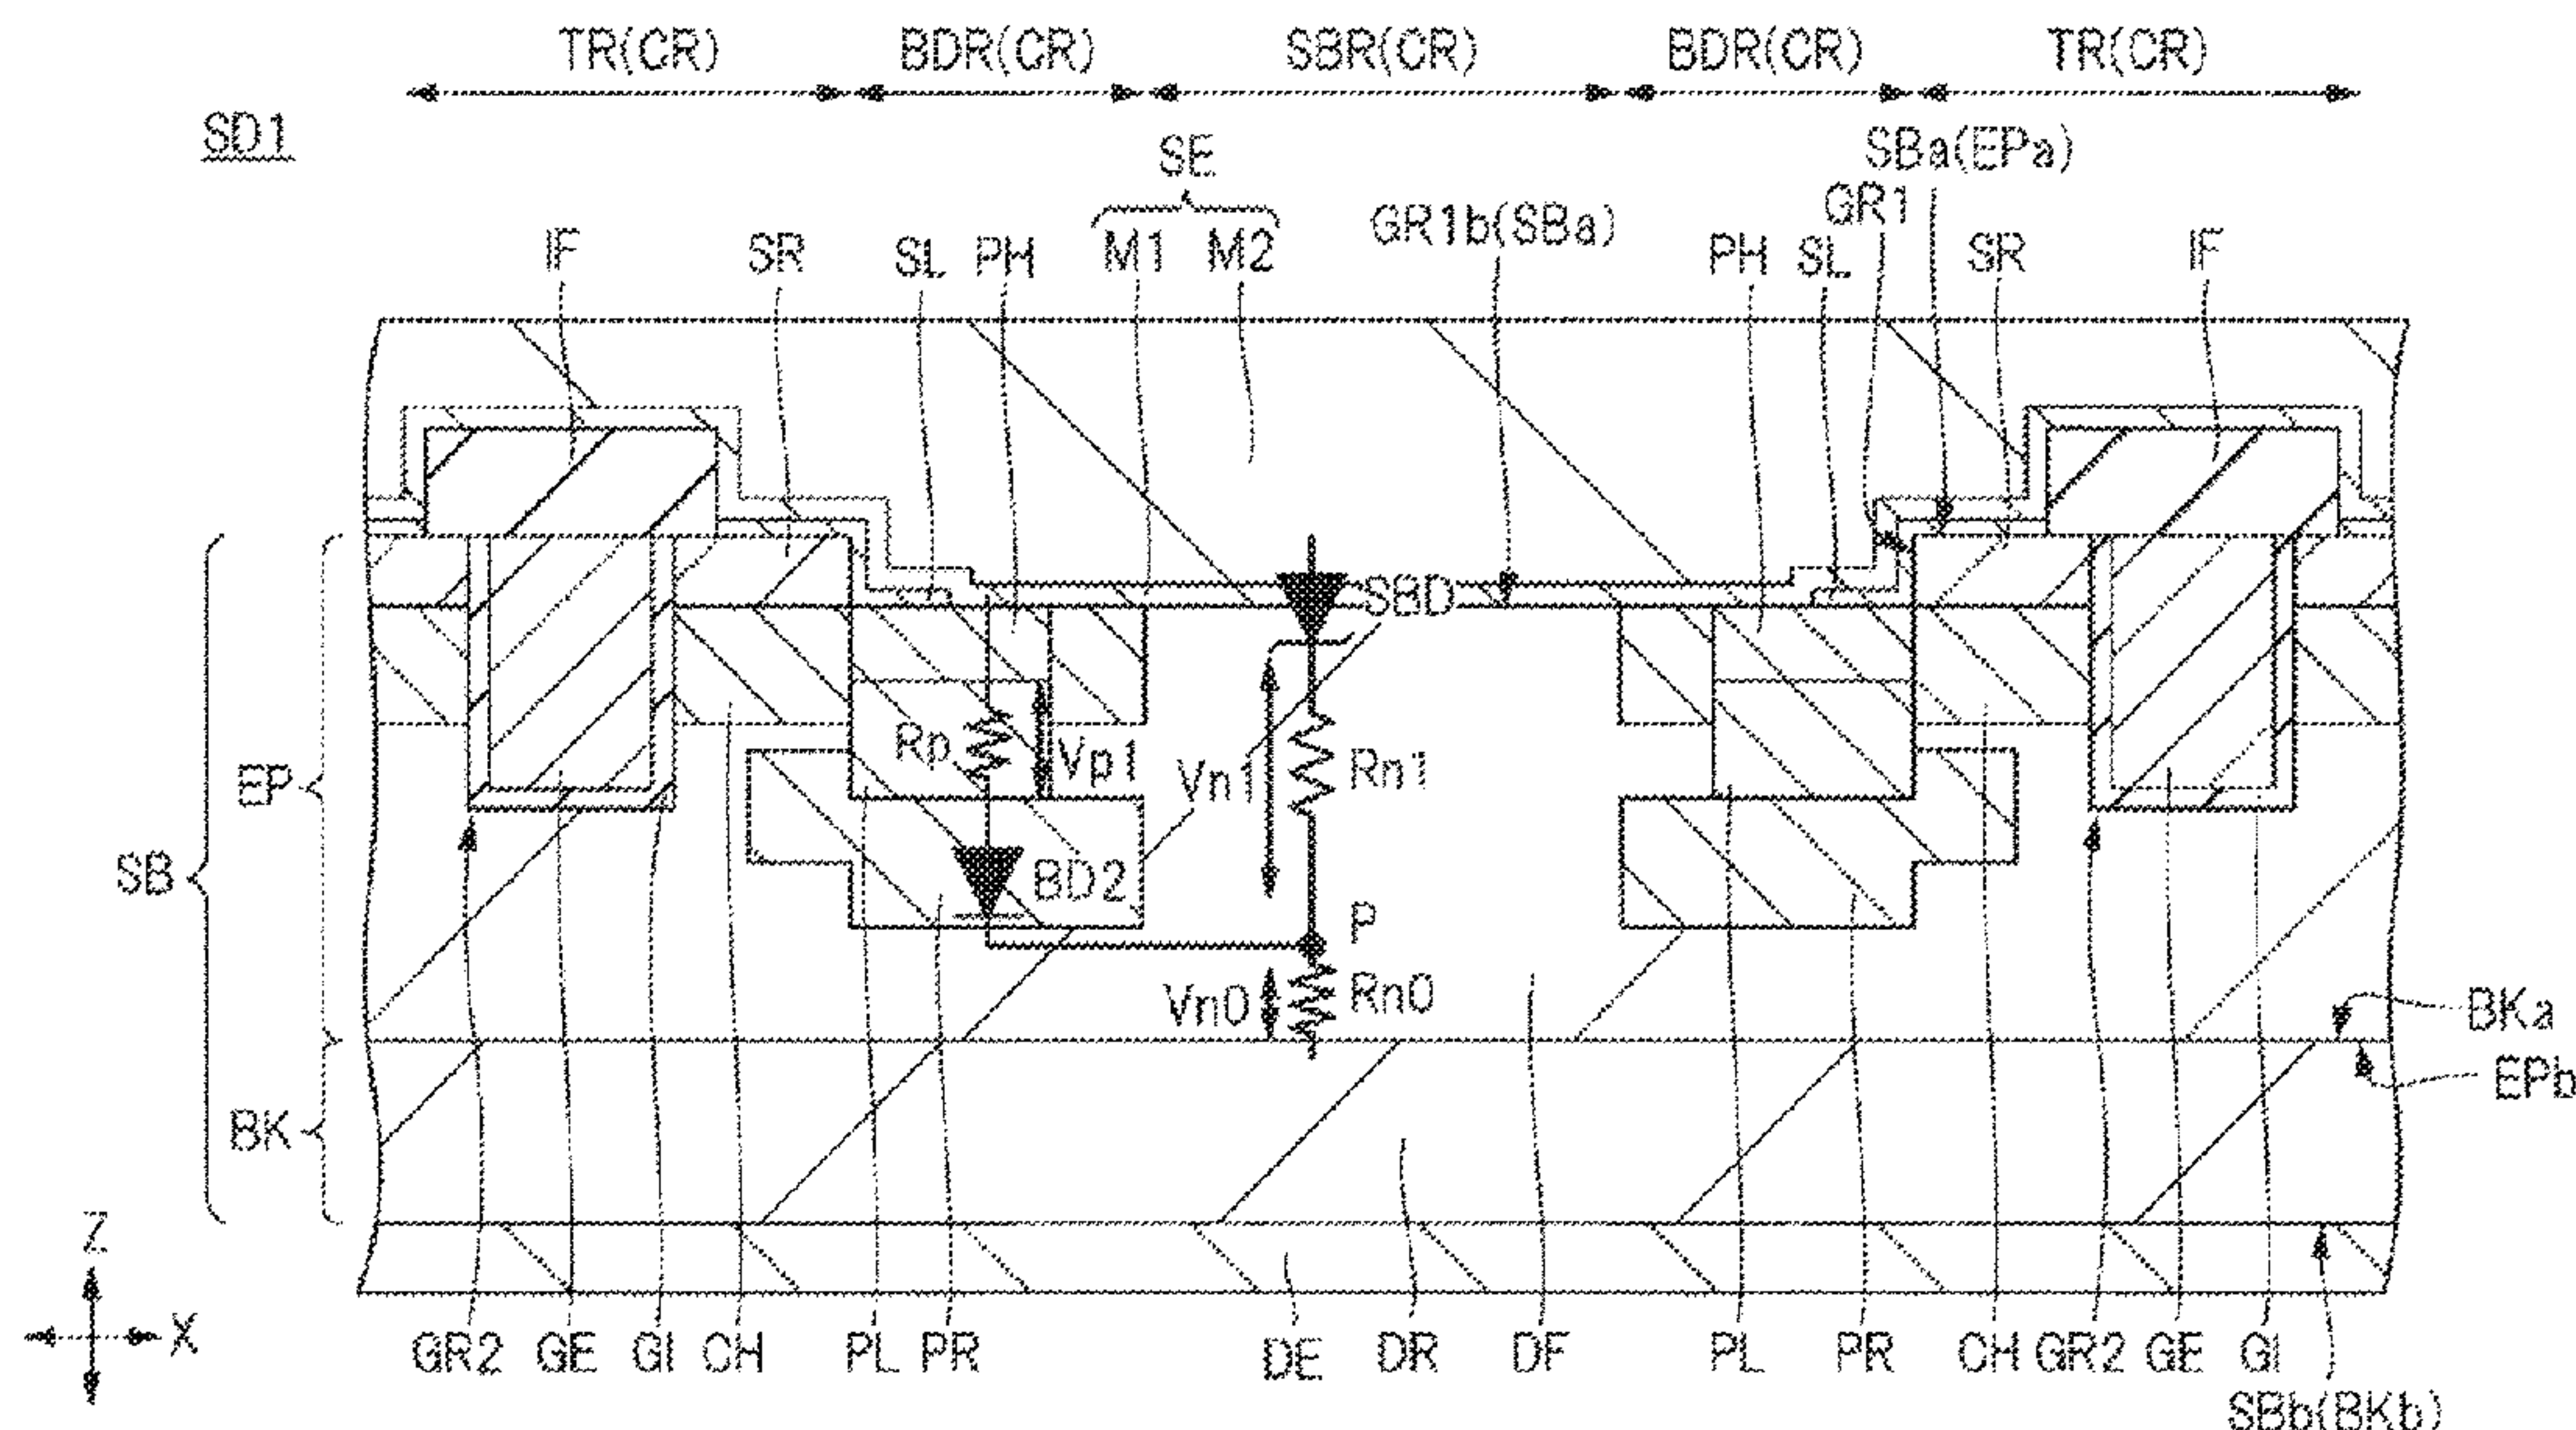 TR(CR) BDR(CR) SBR(CR) BDR(CR) TR(CR)
SD1
SE
SBa(EPa)
GR1
IF SR SL PH M1 M2 GR1b(SBa) PH SL SR IF
SBD
Rp Vp1 Vn1 Rn1
EP
SB
BD2
P
Vn0 Rn0
BKa
EPb
BK
Z
X
GR2 GE GI CH PL PR DE DR DF PL PR CH GR2 GE GI
SBb(BKb)